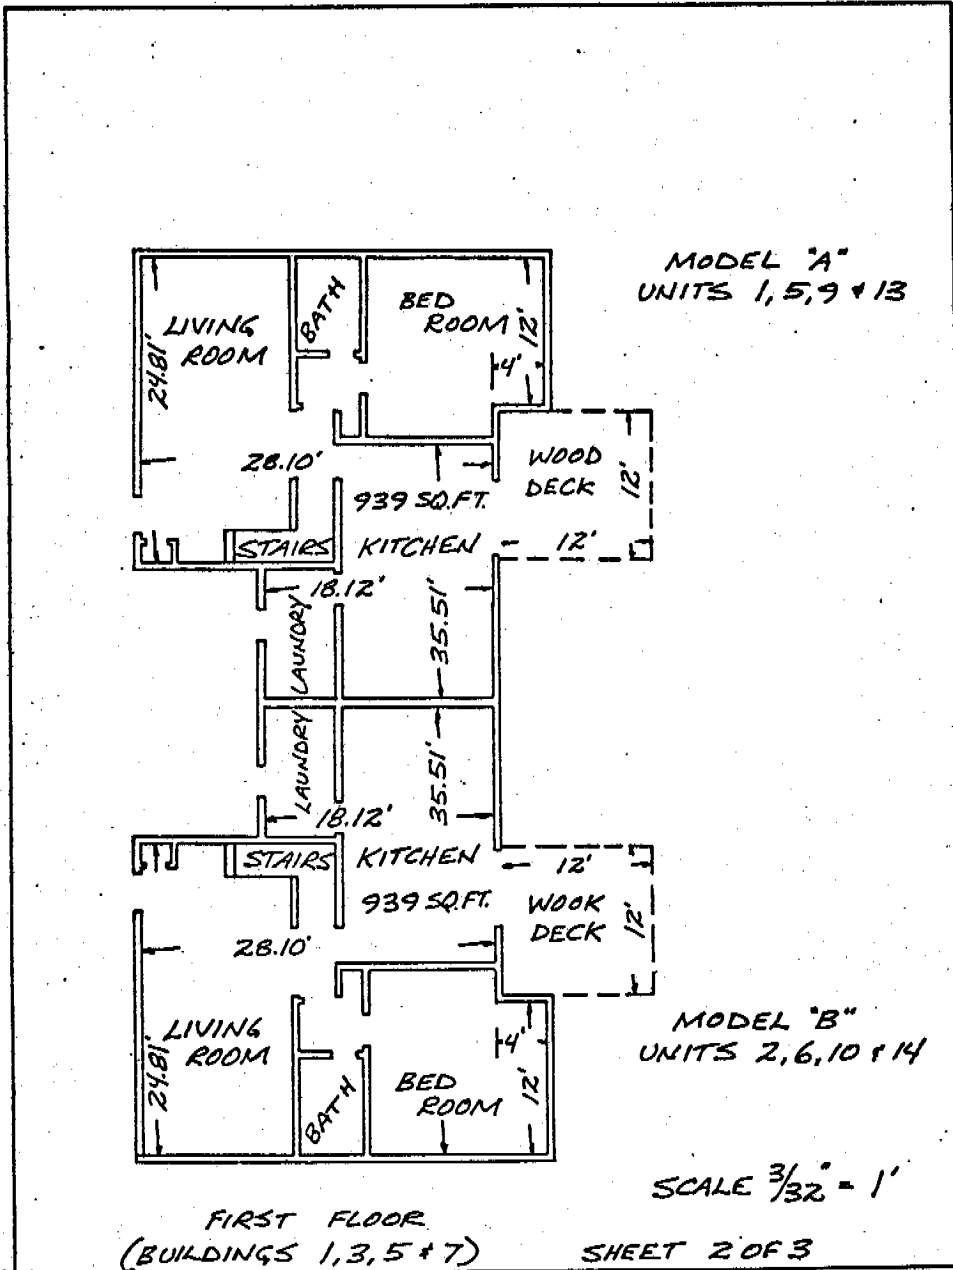 MODEL "A"
UNITS 1, 5, 9 & 13
BATH
BED
ROOM
LIVING
ROOM
12'
4'
24.81'
28.10'
WOOD
DECK
12'
939 SQ.FT.
STAIRS
KITCHEN
12'
18.12'
LAUNDRY
35.51'
LAUNDRY
35.51'
18.12'
STAIRS
KITCHEN
12'
939 SQ.FT.
WOOK
DECK
12'
28.10'
LIVING
ROOM
24.81'
4'
MODEL "B"
UNITS 2, 6, 10 & 14
BATH
BED
ROOM
12'
SCALE 3/32" = 1'
FIRST FLOOR
(BUILDINGS 1, 3, 5 & 7)
SHEET 2 OF 3